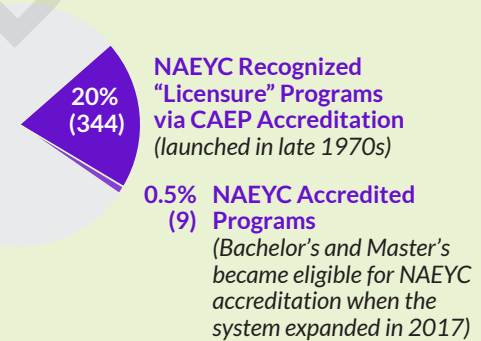 20%
(344)
NAEYC Recognized
“Licensure” Programs
via CAEP Accreditation
(launched in late 1970s)
0.5% NAEYC Accredited
(9) Programs
(Bachelor’s and Master’s
became eligible for NAEYC
accreditation when the
system expanded in 2017)